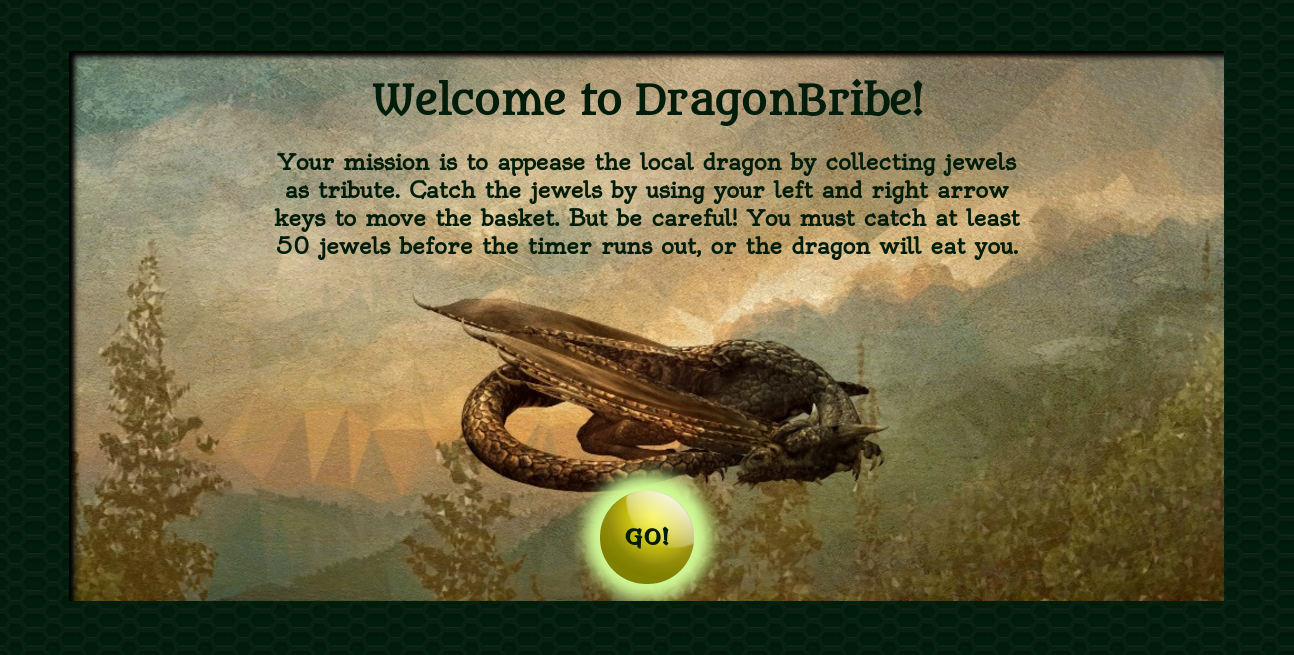 Welcome to DragonBribe!
Your mission is to appease the local dragon by collecting jewels
as tribute. Catch the jewels by using your left and right arrow
keys to move the basket. But be careful! You must catch at least
50 jewels before the timer runs out, or the dragon will eat you.
GO!